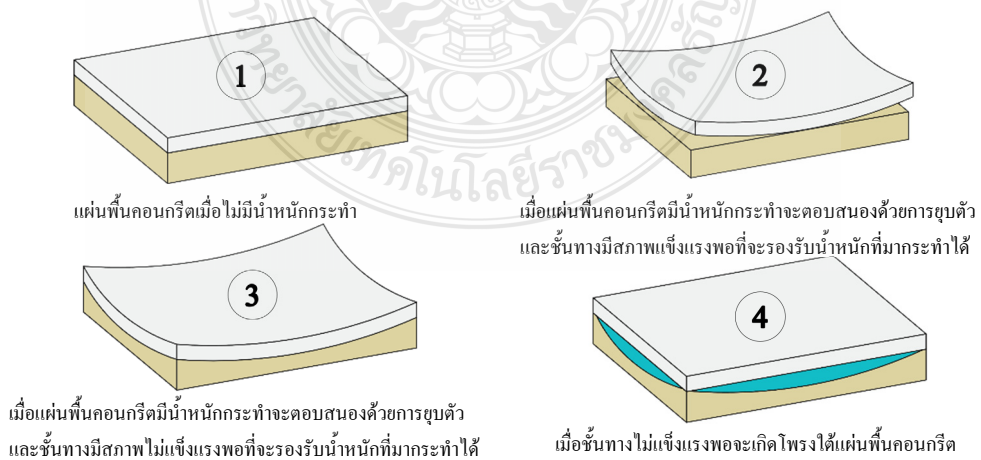 1
แผ่นพื้นคอนกรีตเมื่อไม่มีน้ำหนักกระทำ
2
เมื่อแผ่นพื้นคอนกรีตมีน้ำหนักกระทำจะตอบสนองด้วยการยุบตัว
และชั้นทางมีสภาพแข็งแรงพอที่จะรองรับน้ำหนักที่มากระทำได้
3
เมื่อแผ่นพื้นคอนกรีตมีน้ำหนักกระทำจะตอบสนองด้วยการยุบตัว
และชั้นทางมีสภาพไม่แข็งแรงพอที่จะรองรับน้ำหนักที่มากระทำได้
4
เมื่อชั้นทางไม่แข็งแรงพอจะเกิดโพรงใต้แผ่นพื้นคอนกรีต